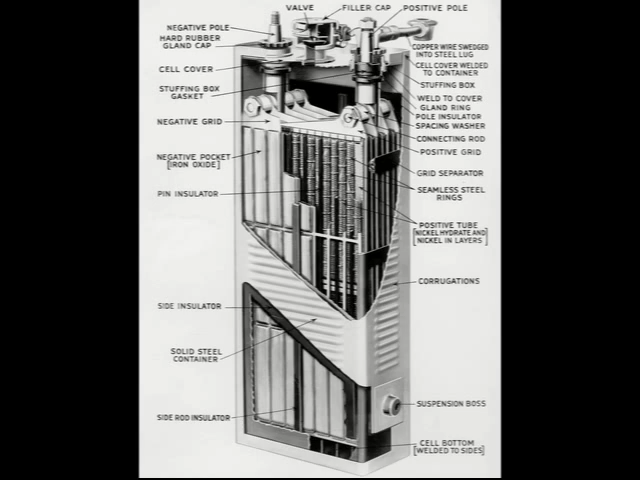 VALVE
FILLER CAP
POSITIVE POLE
NEGATIVE POLE
HARD RUBBER
GLAND CAP
CELL COVER
STUFFING BOX
GASKET
NEGATIVE GRID
NEGATIVE POCKET
[IRON OXIDE]
PIN INSULATOR
SIDE INSULATOR
SOLID STEEL
CONTAINER
SIDE ROD INSULATOR
COPPER WIRE SWEDGED
INTO STEEL LUG
CELL COVER WELDED
TO CONTAINER
STUFFING BOX
WELD TO COVER
GLAND RING
POLE INSULATOR
SPACING WASHER
CONNECTING ROD
POSITIVE GRID
GRID SEPARATOR
SEAMLESS STEEL
RINGS
POSITIVE TUBE
[NICKEL HYDRATE AND]
[NICKEL IN LAYERS]
CORRUGATIONS
SUSPENSION BOSS
CELL BOTTOM
[WELDED TO SIDES]